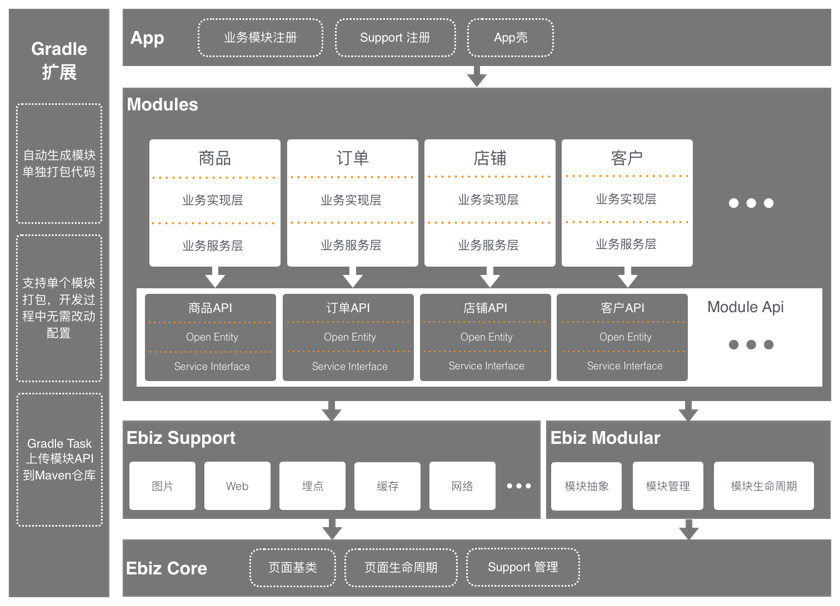 Gradle
扩展
自动生成模块
单独打包代码
支持单个模块
打包，开发过
程中无需改动
配置
Gradle Task
上传模块API
到Maven仓库
App
业务模块注册
Support 注册
App壳
Modules
商品
业务实现层
业务服务层
订单
业务实现层
业务服务层
店铺
业务实现层
业务服务层
客户
业务实现层
业务服务层
商品API
Open Entity
Service Interface
订单API
Open Entity
Service Interface
店铺API
Open Entity
Service Interface
客户API
Open Entity
Service Interface
Module Api
Ebiz Support
图片
Web
埋点
缓存
网络
Ebiz Modular
模块抽象
模块管理
模块生命周期
Ebiz Core
页面基类
页面生命周期
Support 管理